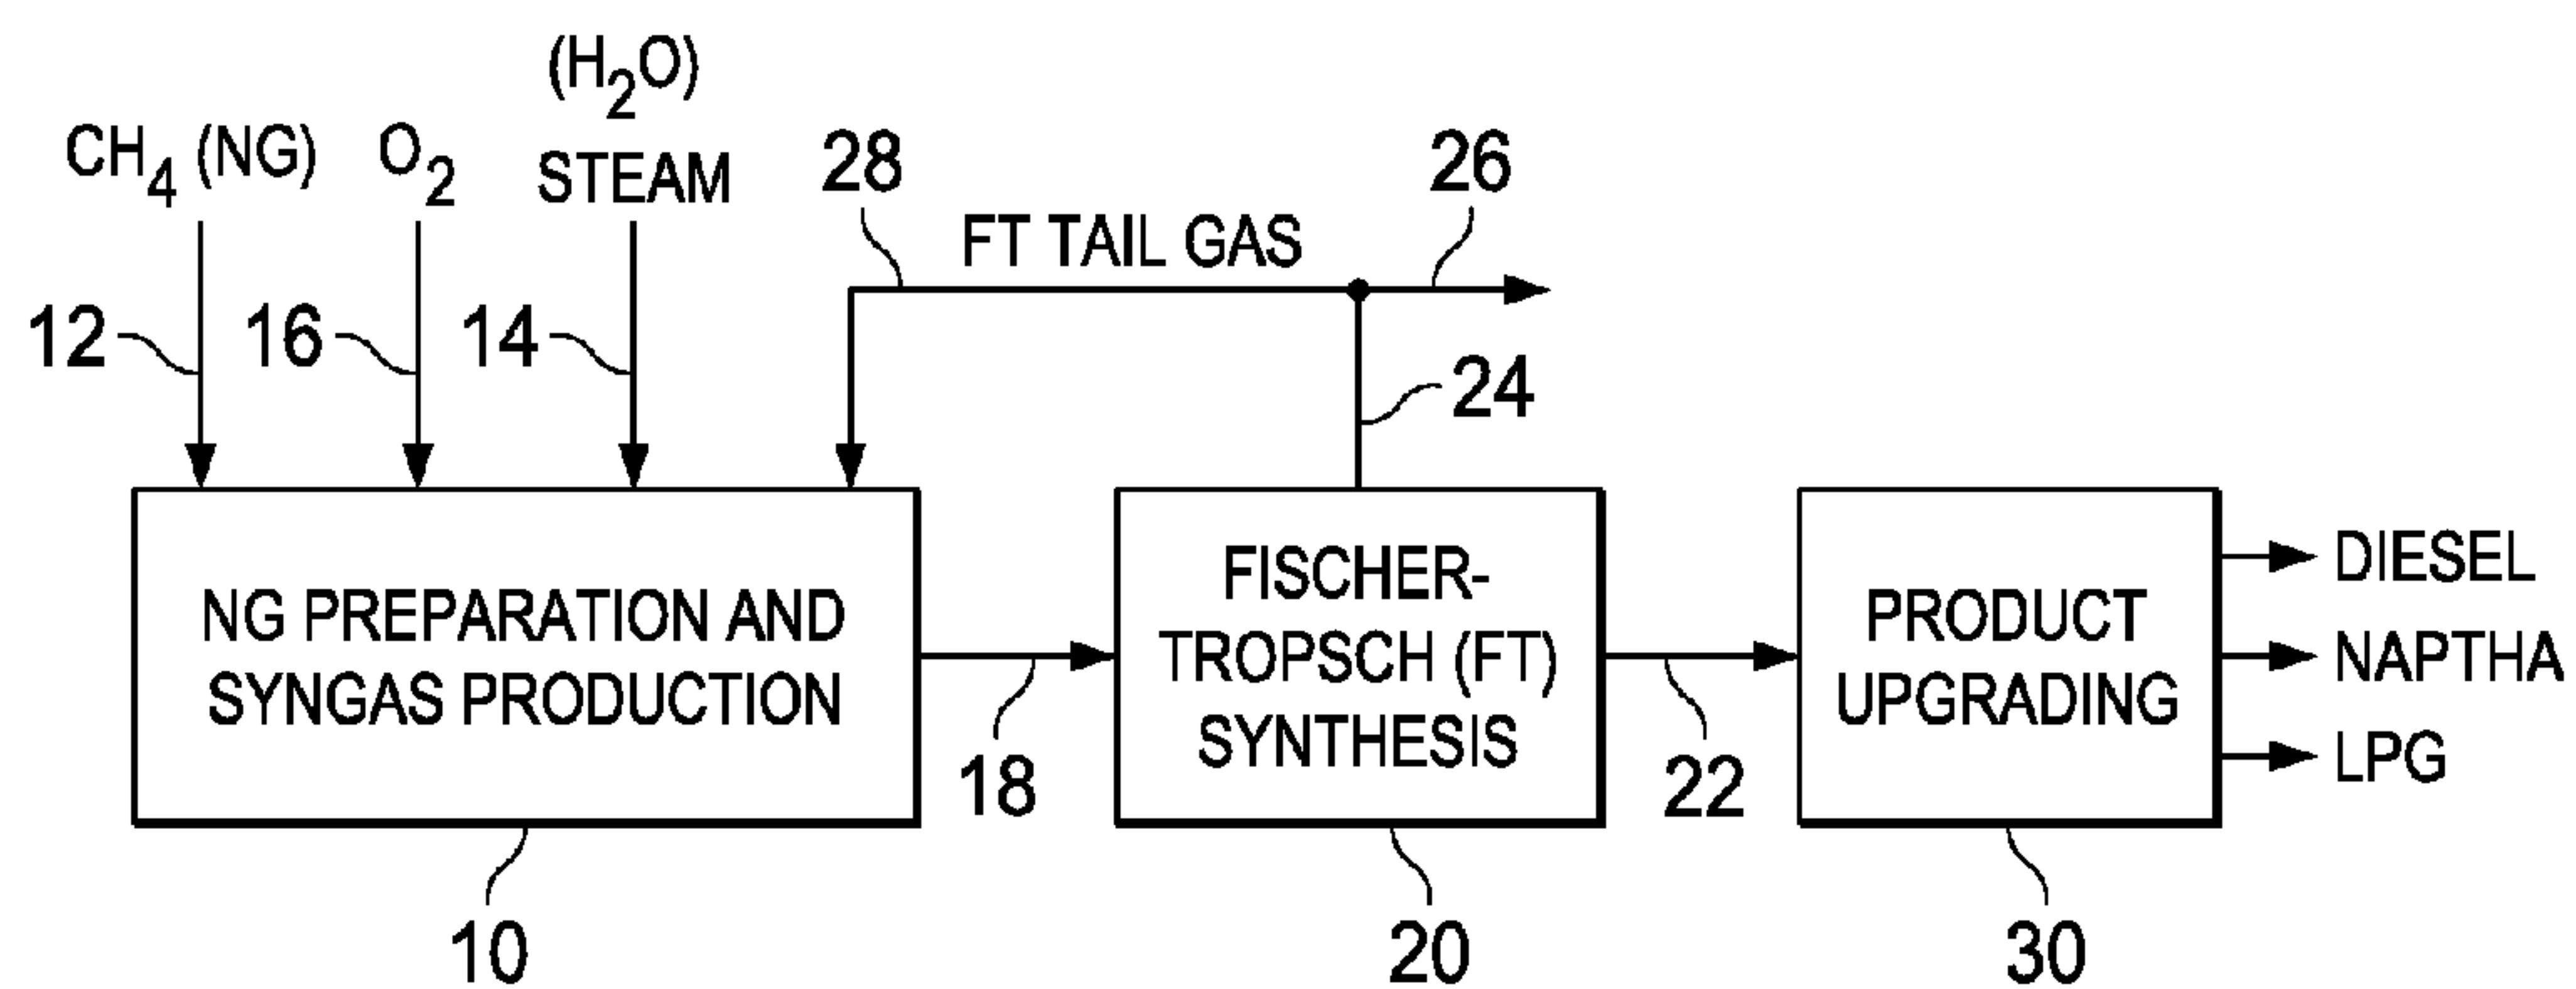 (H2O)
CH4 (NG)
O2
STEAM
28
26
FT TAIL GAS
12
16
14
24
NG PREPARATION AND
SYNGAS PRODUCTION
18
FISCHER-
TROPSCH (FT)
SYNTHESIS
22
PRODUCT
UPGRADING
DIESEL
NAPTHA
LPG
10
20
30